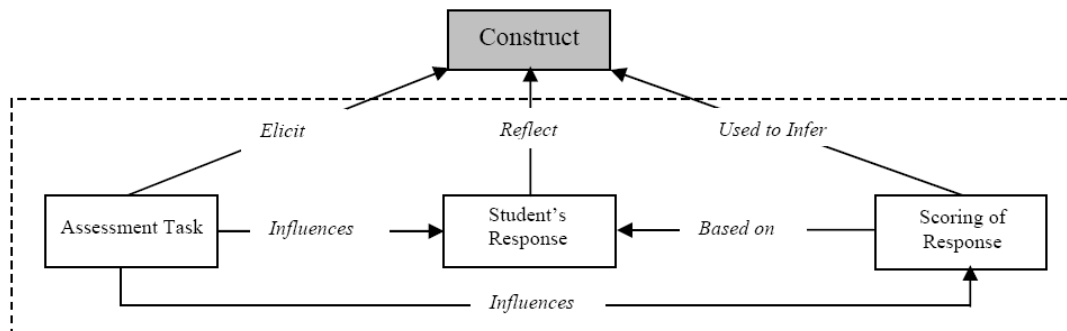 Construct
Elicit
Reflect
Used to Infer
Assessment Task
Influences
Student’s
Response
Based on
Scoring of
Response
Influences